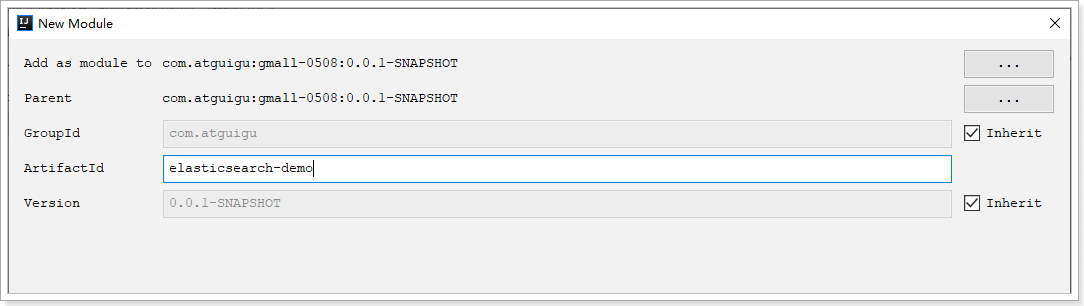 IJ
New Module
Add as module to com.atguigu:gmall-0508:0.0.1-SNAPSHOT ...
Parent com.atguigu:gmall-0508:0.0.1-SNAPSHOT ...
GroupId com.atguigu Inherit
ArtifactId elasticsearch-demo
Version 0.0.1-SNAPSHOT Inherit